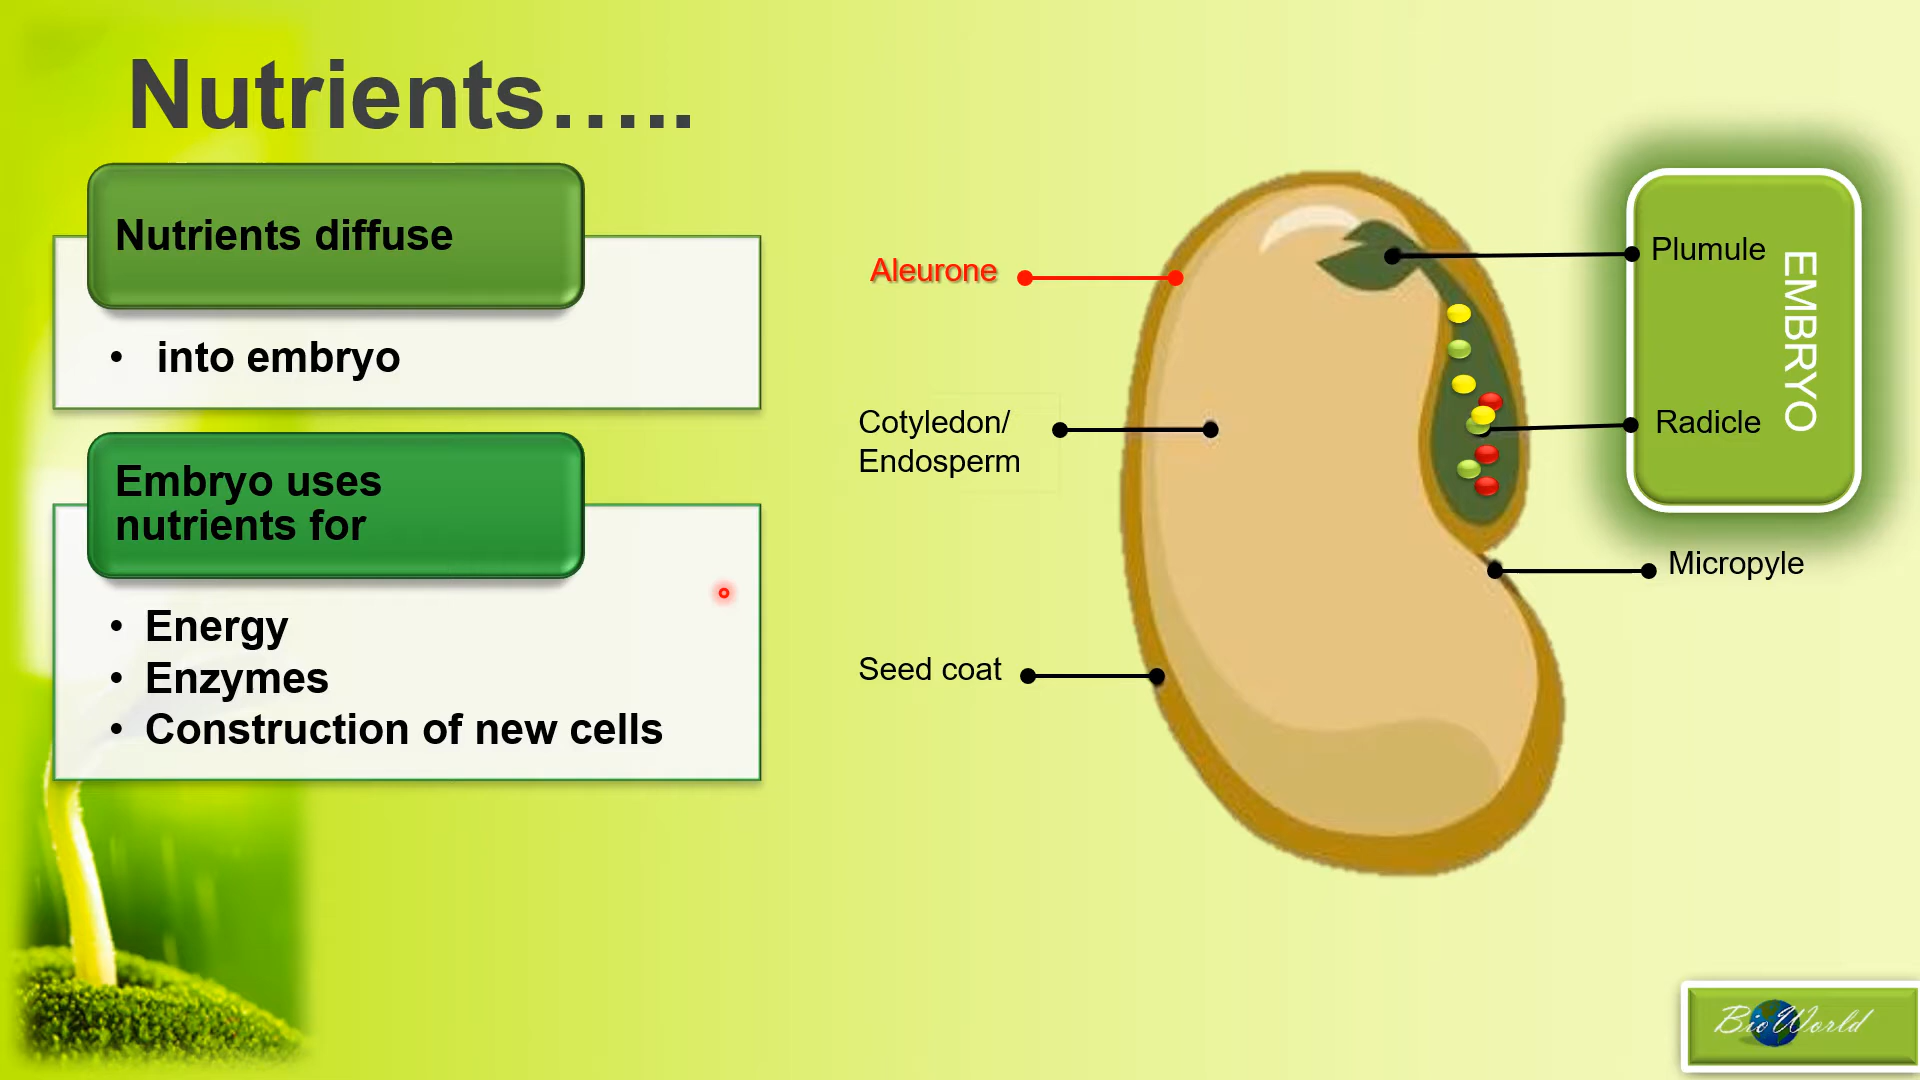 Nutrients…..
Nutrients diffuse
• into embryo
Embryo uses
nutrients for
• Energy
• Enzymes
• Construction of new cells
Aleurone
Cotyledon/
Endosperm
Seed coat
Plumule
EMBRYO
Radicle
Micropyle
BioWorld